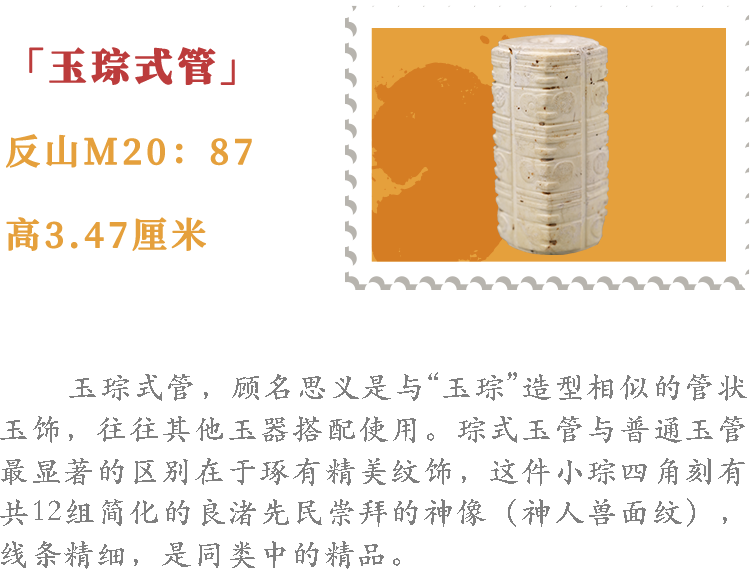 「玉琮式管」
反山M20：87
高3.47厘米
玉琮式管，顾名思义是与“玉琮”造型相似的管状
玉饰，往往其他玉器搭配使用。琮式玉管与普通玉管
最显著的区别在于琢有精美纹饰，这件小琮四角刻有
共12组简化的良渚先民崇拜的神像（神人兽面纹），
线条精细，是同类中的精品。